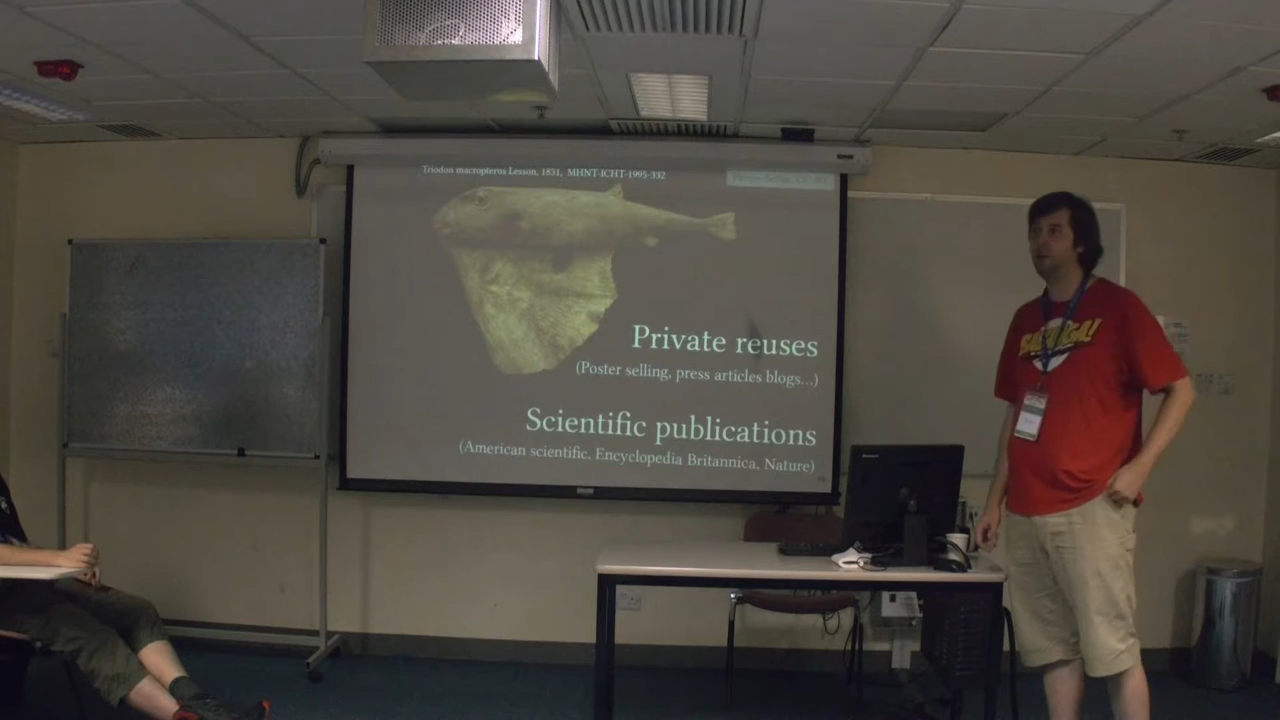 Triodon macropterus Lesson, 1831, MHNT-ICHT-1995-332
Private reuses
(Poster selling, press articles blogs...)
Scientific publications
(American scientific, Encyclopedia Britannica, Nature)